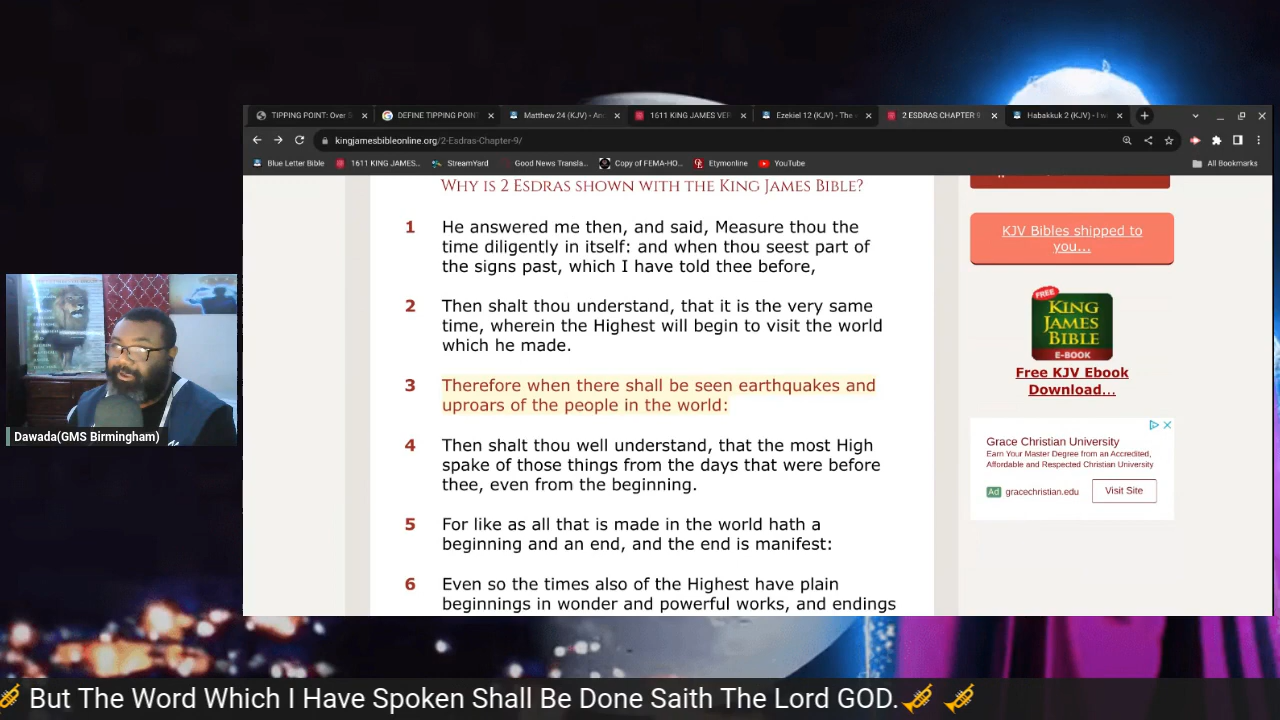 TIPPING POINT: Over
DEFINE TIPPING POIN
Matthew 24 (KJV) - An
1611 KING JAMES VER
Ezekiel 12 (KJV) - The
2 ESDRAS CHAPTER 9
Habakkuk 2 (KJV) - I w
kingjamesbibleonline.org/2-Esdras-Chapter-9/
Blue Letter Bible
1611 KING JAMES...
StreamYard
Good News Transla...
Copy of FEMA-HO...
Etymonline
YouTube
All Bookmarks
Why is 2 Esdras shown with the King James Bible?
1 He answered me then, and said, Measure thou the
time diligently in itself: and when thou seest part of
the signs past, which I have told thee before,
2 Then shalt thou understand, that it is the very same
time, wherein the Highest will begin to visit the world
which he made.
3 Therefore when there shall be seen earthquakes and
uproars of the people in the world:
4 Then shalt thou well understand, that the most High
spake of those things from the days that were before
thee, even from the beginning.
5 For like as all that is made in the world hath a
beginning and an end, and the end is manifest:
6 Even so the times also of the Highest have plain
beginnings in wonder and powerful works, and endings
KJV Bibles shipped to
you...
FREE
KING
JAMES
BIBLE
E-BOOK
Free KJV Ebook
Download...
Grace Christian University
Earn Your Master Degree from an Accredited,
Affordable and Respected Christian University
Ad gracechristian.edu
Visit Site
Dawada(GMS Birmingham)
But The Word Which I Have Spoken Shall Be Done Saith The Lord GOD.